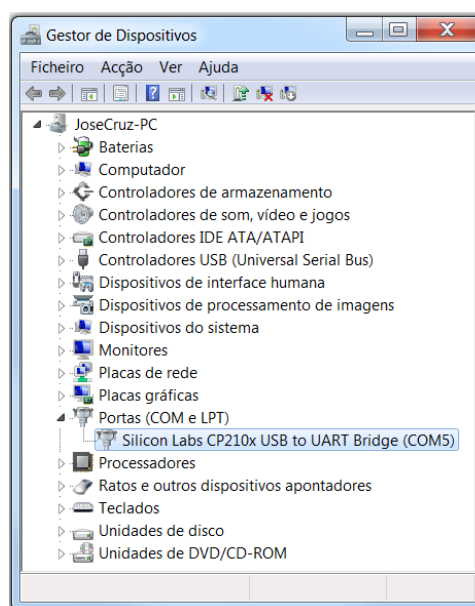 Gestor de Dispositivos
Ficheiro Acção Ver Ajuda
JoseCruz-PC
Baterias
Computador
Controladores de armazenamento
Controladores de som, vídeo e jogos
Controladores IDE ATA/ATAPI
Controladores USB (Universal Serial Bus)
Dispositivos de interface humana
Dispositivos de processamento de imagens
Dispositivos do sistema
Monitores
Placas de rede
Placas gráficas
Portas (COM e LPT)
Silicon Labs CP210x USB to UART Bridge (COM5)
Processadores
Ratos e outros dispositivos apontadores
Teclados
Unidades de disco
Unidades de DVD/CD-ROM